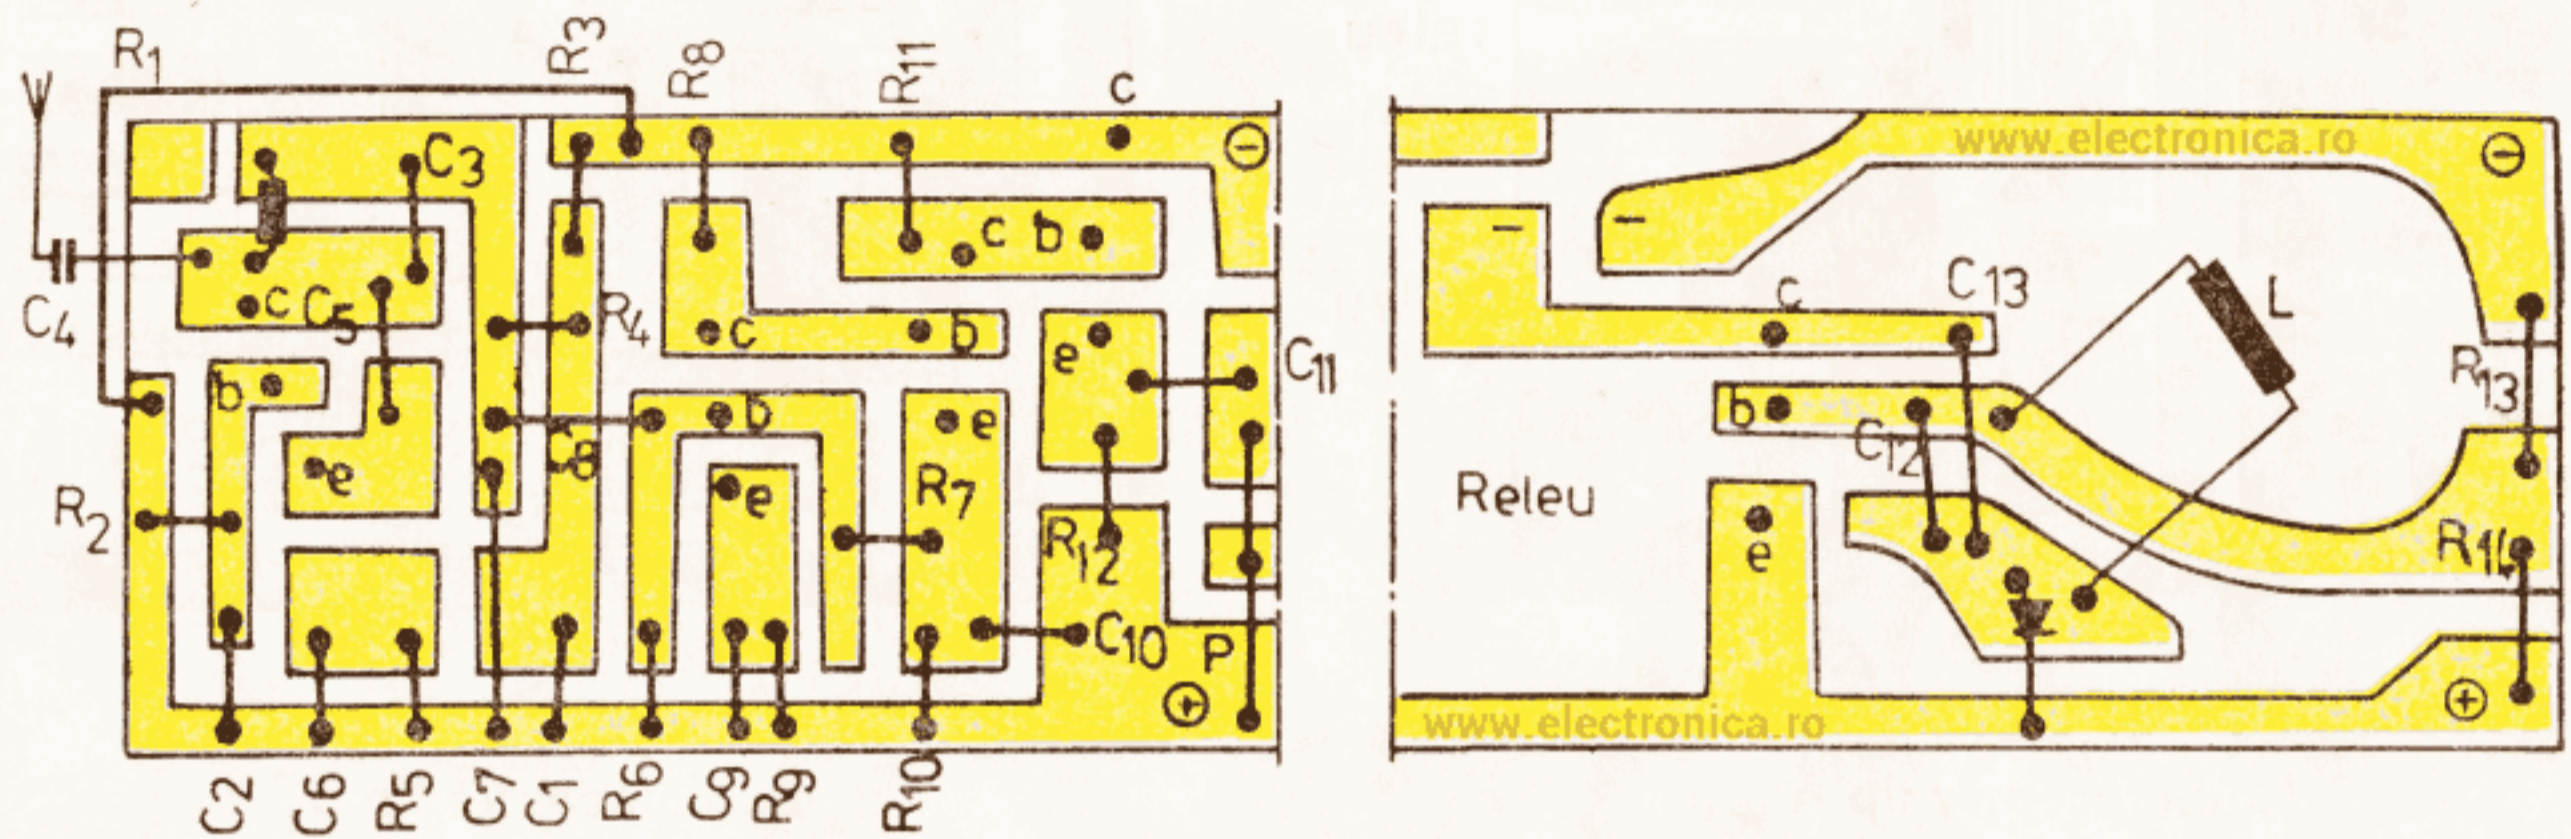 R1
R3
R8
R11
c
www.electronica.ro
C3
⊖
⊖
c
b
−
−
C4
c
C5
R4
c
b
e
C11
c
C13
L
b
b
e
R13
b
C8
e
R7
C12
R2
e
R12
Releu
e
R14
C10
P
⊕
⊕
www.electronica.ro
C2
C6
R5
C7
C1
R6
C9
R9
R10